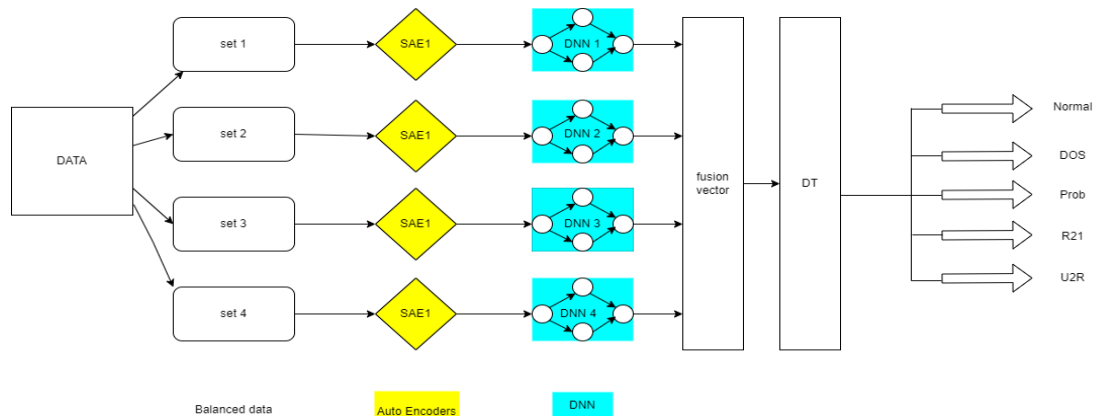 set 1
SAE1
DNN 1
Normal
set 2
SAE1
DNN 2
DATA
DOS
fusion
vector
DT
Prob
set 3
SAE1
DNN 3
R21
U2R
set 4
SAE1
DNN 4
Balanced data
Auto Encoders
DNN